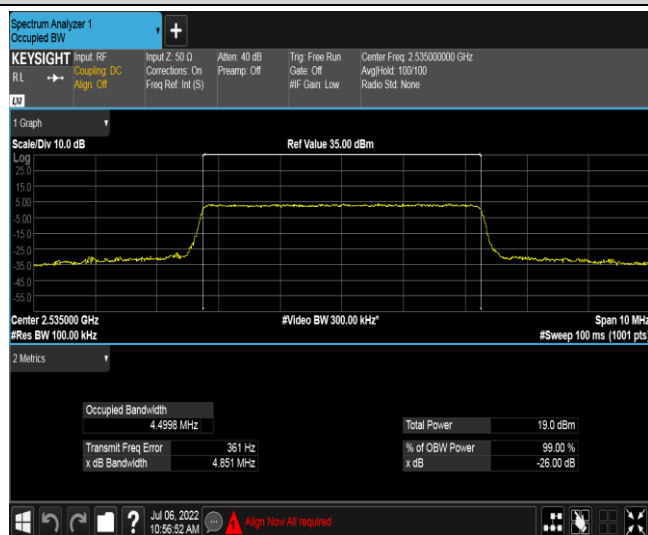 Spectrum Analyzer 1
Occupied BW
+
KEYSIGHT Input: RF Input Z: 50 Ω Atten: 40 dB Trig: Free Run Center Freq: 2.535000000 GHz
RL Coupling: DC Corrections: On Preamp: Off Gate: Off Avg|Hold: 100/100
Align: Off Freq Ref: Int (S) #IF Gain: Low Radio Std: None
LXI
1 Graph
Scale/Div 10.0 dB Ref Value 35.00 dBm
Log
25.0
15.0
5.00
-5.00
-15.0
-25.0
-35.0
-45.0
-55.0
Center 2.535000 GHz #Video BW 300.00 kHz* Span 10 MHz
#Res BW 100.00 kHz #Sweep 100 ms (1001 pts)
2 Metrics
Occupied Bandwidth
4.4998 MHz Total Power 19.0 dBm
Transmit Freq Error 361 Hz % of OBW Power 99.00 %
x dB Bandwidth 4.851 MHz x dB -26.00 dB
? Jul 06, 2022
10:56:52 AM Align Now All required